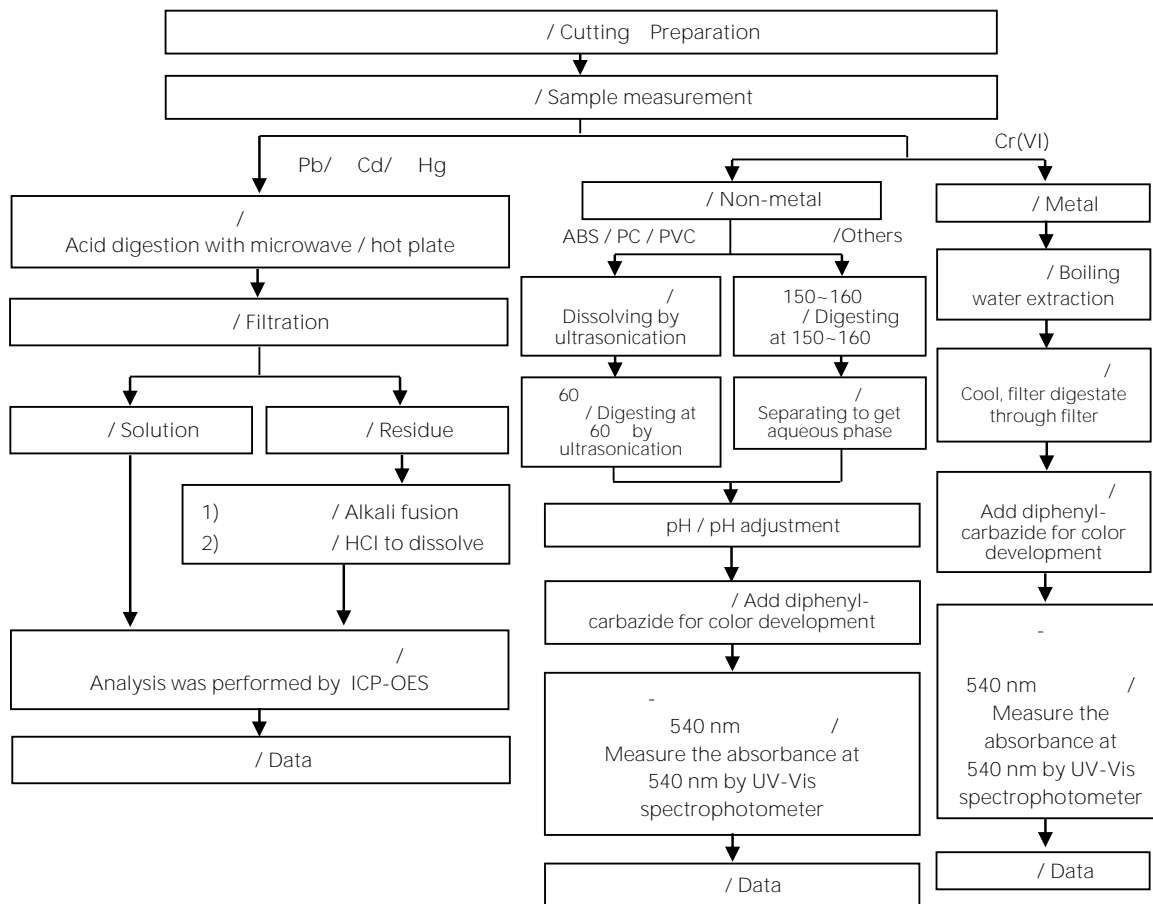 / Cutting Preparation
/ Sample measurement
Pb/ Cd/ Hg
Cr(VI)
/
Acid digestion with microwave / hot plate
/ Filtration
/ Solution
/ Residue
1) / Alkali fusion
2) / HCl to dissolve
/
Analysis was performed by ICP-OES
/ Data
/ Non-metal
ABS / PC / PVC
/Others
/
Dissolving by
ultrasonication
60
/ Digesting at
60 by
ultrasonication
150~160
/ Digesting
at 150~160
/
Separating to get
aqueous phase
pH / pH adjustment
/ Add diphenyl-
carbazide for color development
-
540 nm /
Measure the absorbance at
540 nm by UV-Vis
spectrophotometer
/ Data
/ Metal
/ Boiling
water extraction
/
Cool, filter digestate
through filter
/
Add diphenyl-
carbazide for color
development
-
540 nm /
Measure the
absorbance at
540 nm by UV-Vis
spectrophotometer
/ Data